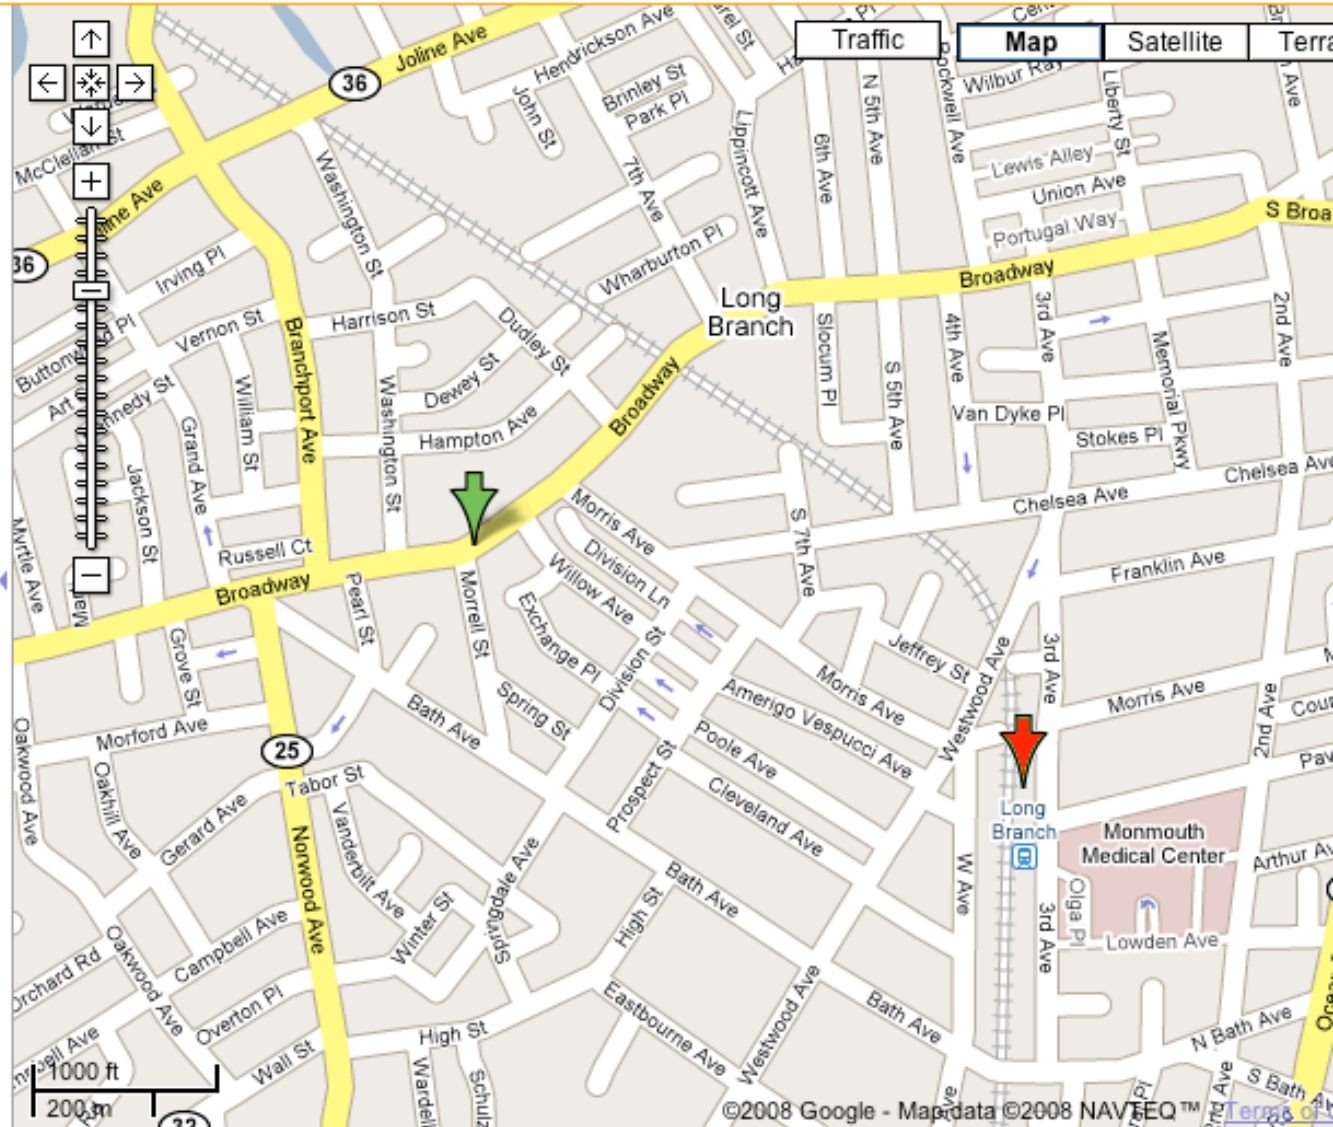 Traffic
Map
Satellite
Joline Ave
36
Hendrickson Ave
John St
Brinley St
Park Pl
7th Ave
Lippincott Ave
6th Ave
N 5th Ave
Wilbur Ray
Liberty St
Lewis Alley
Union Ave
Portugal Way
S Broa
McClellan St
36
Washington St
Irving Pl
Wharburton Pl
Broadway
Long
Branch
Harrison St
Vernon St
Branchport Ave
Dudley St
Dewey St
Hampton Ave
Broadway
Slocum Pl
S 5th Ave
4th Ave
3rd Ave
Memorial Pkwy
2nd Ave
Van Dyke Pl
Stokes Pl
Chelsea Ave
Chelsea Ave
William St
Grand Ave
Jackson St
Washington St
Myrtle Ave
Russell Ct
Broadway
Pearl St
Morrell St
Morris Ave
Division Ln
Willow Ave
Exchange Pl
Division St
S 7th Ave
Franklin Ave
Grove St
Morford Ave
Oakwood Ave
Oakhill Ave
Bath Ave
Spring St
Jeffrey St
Morris Ave
Westwood Ave
3rd Ave
Morris Ave
2nd Ave
Amerigo Vespucci Ave
Poole Ave
Cleveland Ave
Prospect St
25
Tabor St
Gerard Ave
Vanderbilt Ave
Norwood Ave
Winter St
Springdale Ave
Long
Branch
Monmouth
Medical Center
Arthur Av
Bath Ave
High St
W Ave
3rd Ave
Olga Pl
Lowden Ave
Campbell Ave
Orchard Rd
Oakwood Ave
Overton Pl
Wall St
High St
Eastbourne Ave
Westwood Ave
Bath Ave
N Bath Ave
S Bath Av
1000 ft
200 m
©2008 Google - Map data ©2008 NAVTEQ™ - Terms of